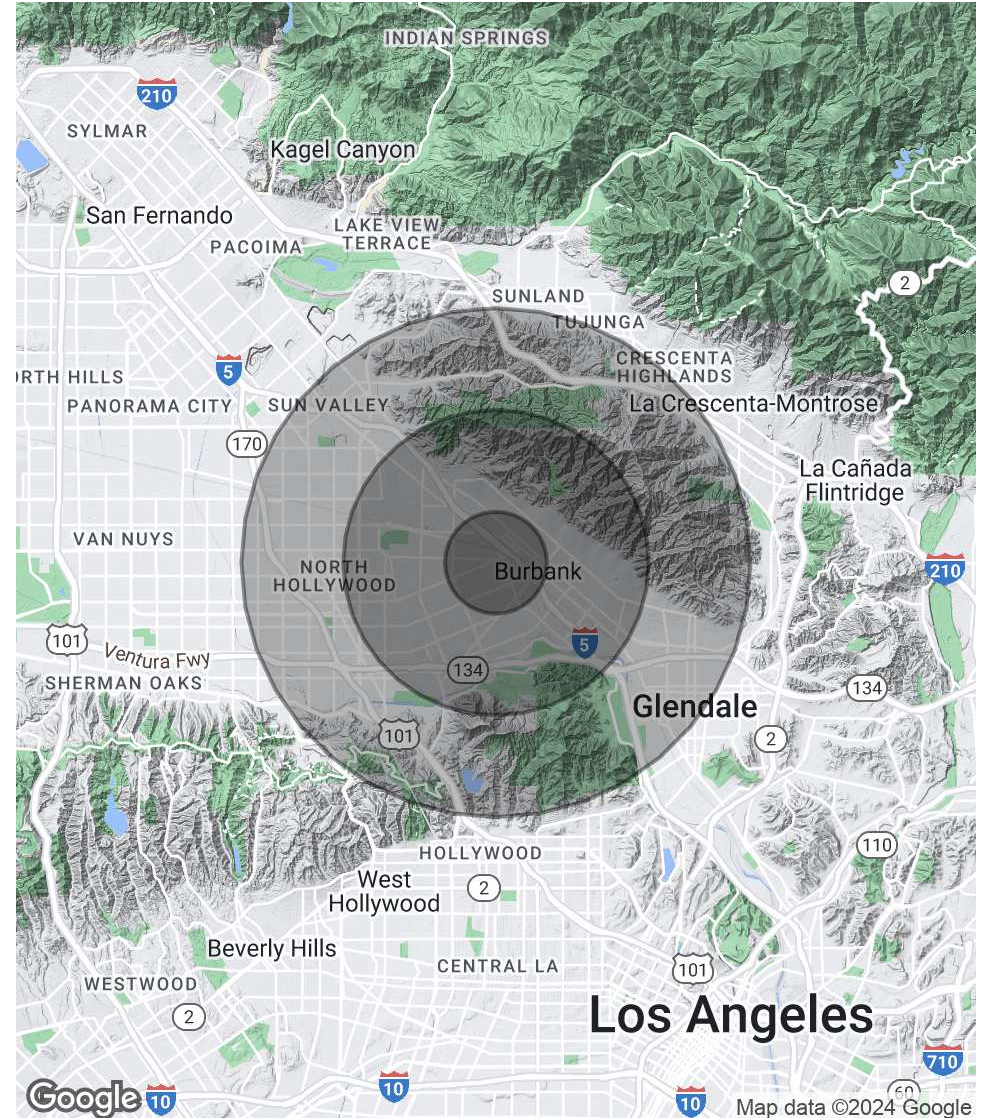 INDIAN SPRINGS
210
SYLMAR
Kagel Canyon
San Fernando
LAKE VIEW
TERRACE
PACOIMA
2
SUNLAND
TUJUNGA
CRESCENTA
HIGHLANDS
5
RTH HILLS
PANORAMA CITY
SUN VALLEY
La Crescenta-Montrose
170
La Cañada
Flintridge
VAN NUYS
NORTH
HOLLYWOOD
Burbank
210
101
Ventura Fwy
5
134
SHERMAN OAKS
134
Glendale
101
2
HOLLYWOOD
110
West
Hollywood
2
Beverly Hills
CENTRAL LA
101
WESTWOOD
2
Los Angeles
710
10
10
10
60
Google
Map data ©2024 Google